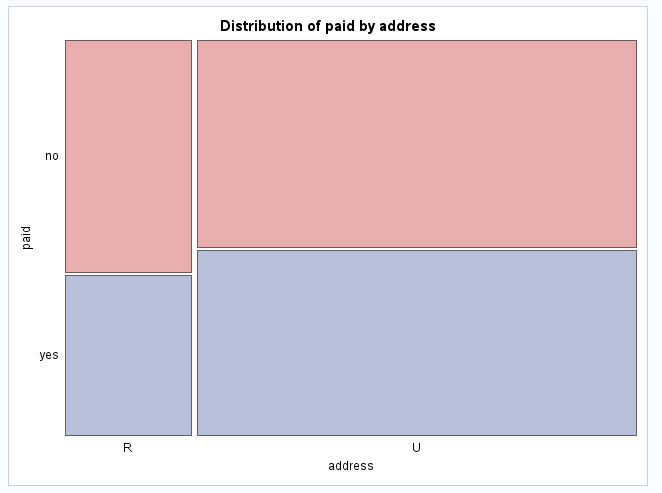 Distribution of paid by address
no
paid
yes
R U
address